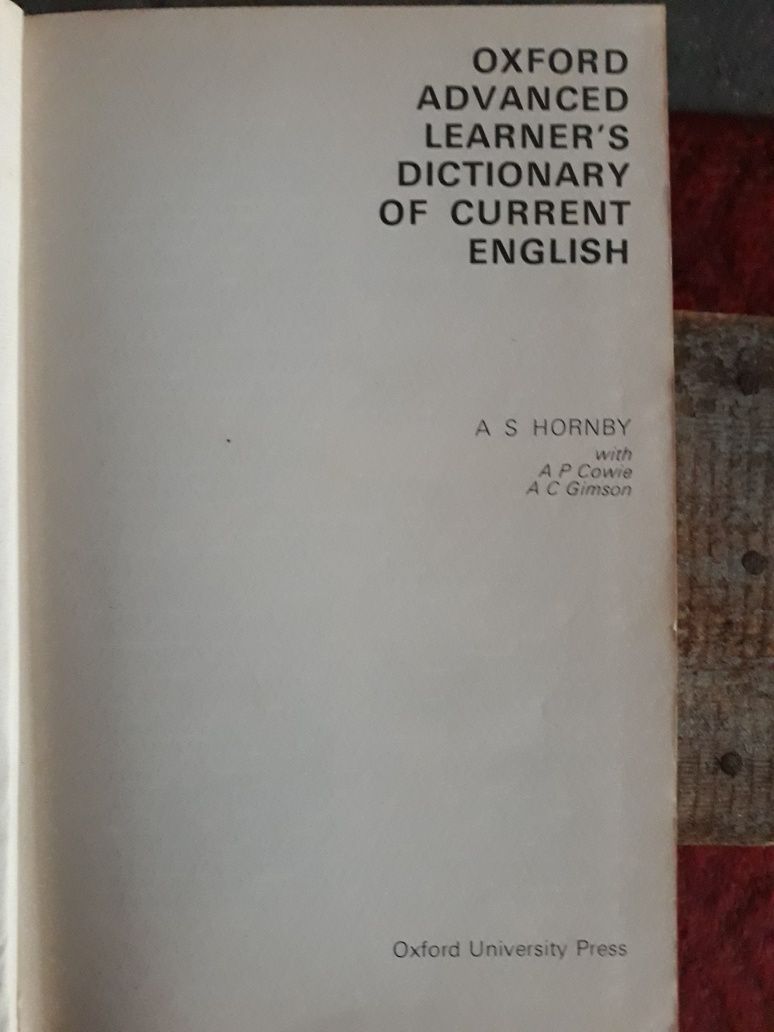 OXFORD
ADVANCED
LEARNER'S
DICTIONARY
OF CURRENT
ENGLISH
A S HORNBY
with
A P Cowie
A C Gimson
Oxford University Press